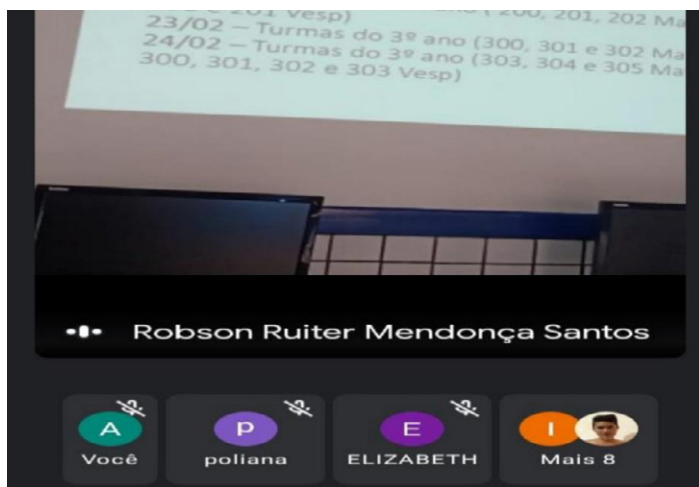 201 Vesp)
200, 201, 202 Ma
23/02 – Turmas do 3º ano (300, 301 e 302 Ma
24/02 – Turmas do 3º ano (303, 304 e 305 Ma
300, 301, 302 e 303 Vesp)
Robson Ruiter Mendonça Santos
A
P
E
I
Você
poliana
ELIZABETH
Mais 8